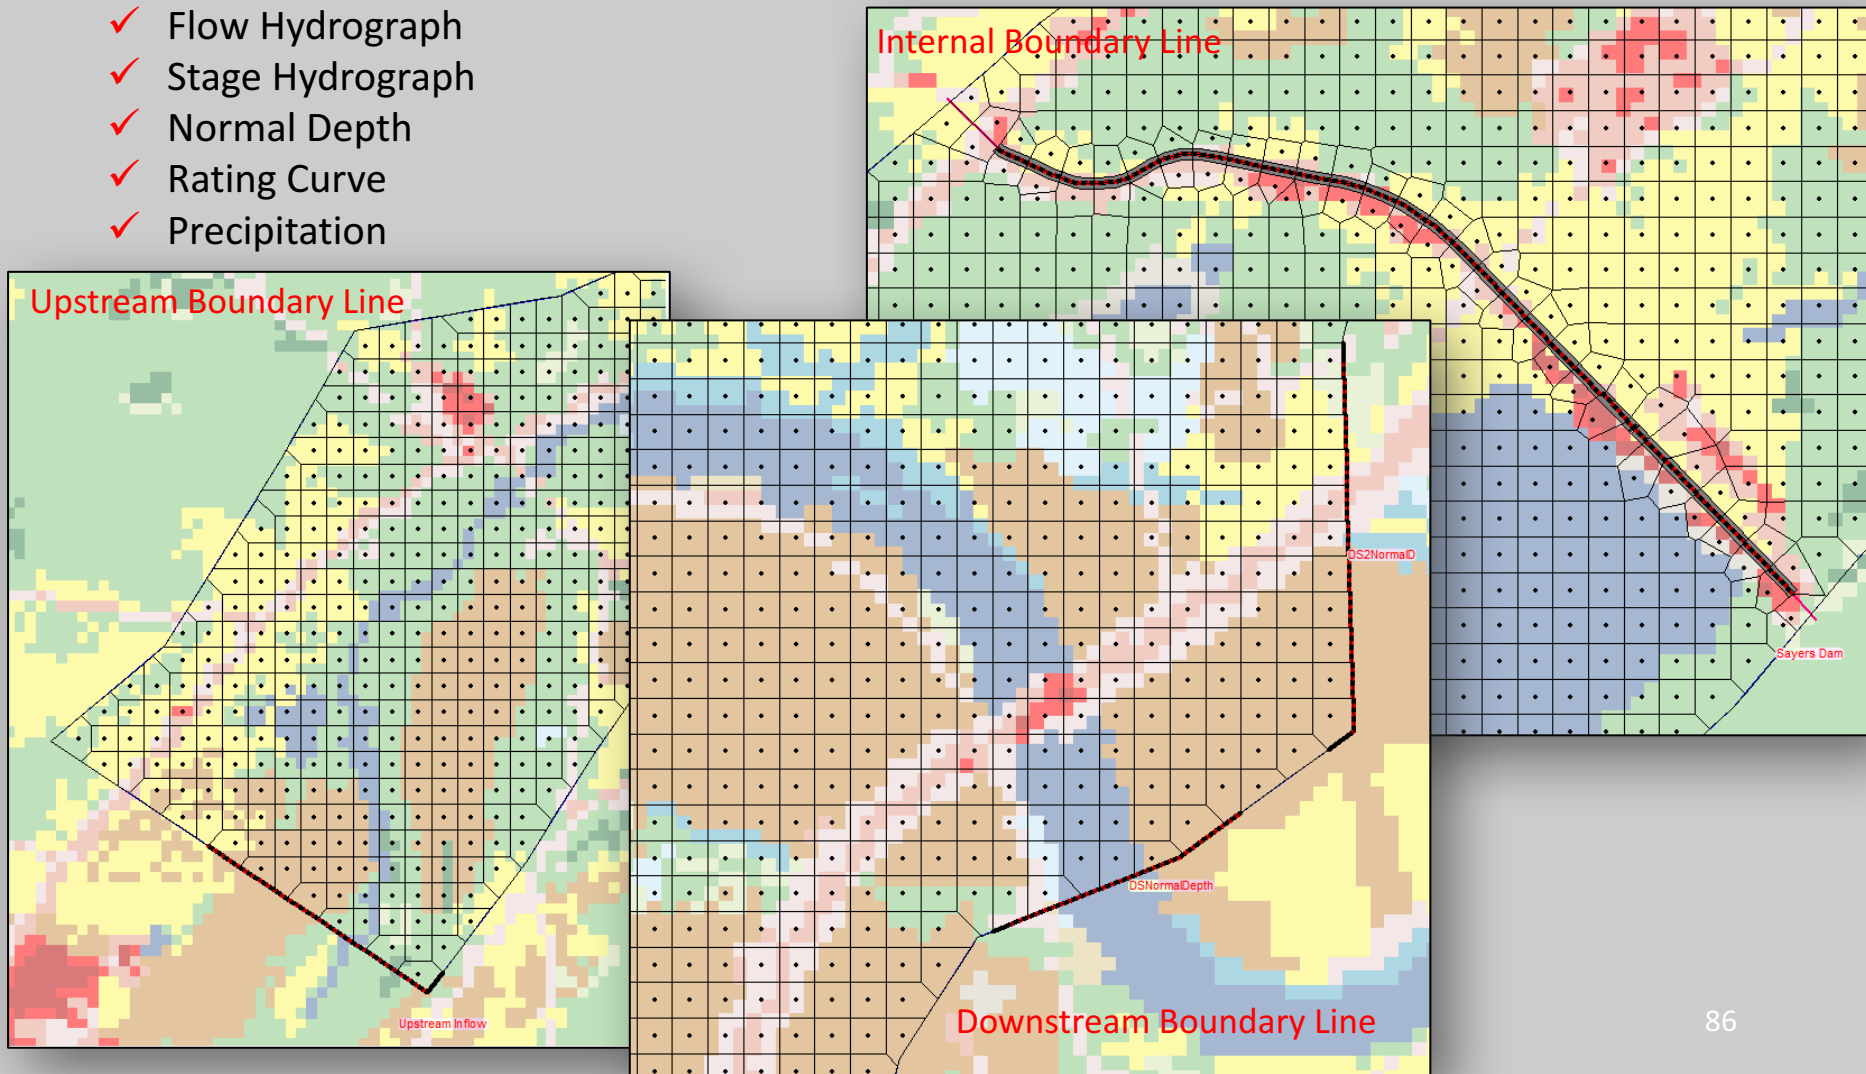 ✓ Flow Hydrograph
✓ Stage Hydrograph
✓ Normal Depth
✓ Rating Curve
✓ Precipitation
Internal Boundary Line
Sayers Dam
Upstream Boundary Line
Upstream Inflow
DS2NormalD
DSNormalDepth
Downstream Boundary Line
86